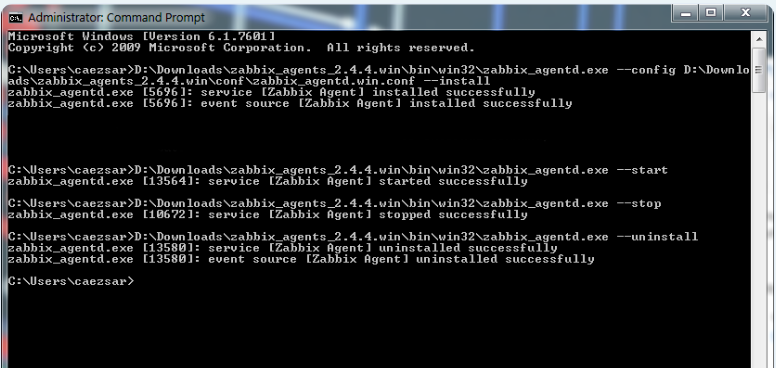 Administrator: Command Prompt
Microsoft Windows [Version 6.1.7601]
Copyright (c) 2009 Microsoft Corporation.  All rights reserved.
C:\Users\caezsar>D:\Downloads\zabbix_agents_2.4.4.win\bin\win32\zabbix_agentd.exe --config D:\Downlo
ads\zabbix_agents_2.4.4.win\conf\zabbix_agentd.win.conf --install
zabbix_agentd.exe [5696]: service [Zabbix Agent] installed successfully
zabbix_agentd.exe [5696]: event source [Zabbix Agent] installed successfully
C:\Users\caezsar>D:\Downloads\zabbix_agents_2.4.4.win\bin\win32\zabbix_agentd.exe --start
zabbix_agentd.exe [13564]: service [Zabbix Agent] started successfully
C:\Users\caezsar>D:\Downloads\zabbix_agents_2.4.4.win\bin\win32\zabbix_agentd.exe --stop
zabbix_agentd.exe [10672]: service [Zabbix Agent] stopped successfully
C:\Users\caezsar>D:\Downloads\zabbix_agents_2.4.4.win\bin\win32\zabbix_agentd.exe --uninstall
zabbix_agentd.exe [13580]: service [Zabbix Agent] uninstalled successfully
zabbix_agentd.exe [13580]: event source [Zabbix Agent] uninstalled successfully
C:\Users\caezsar>